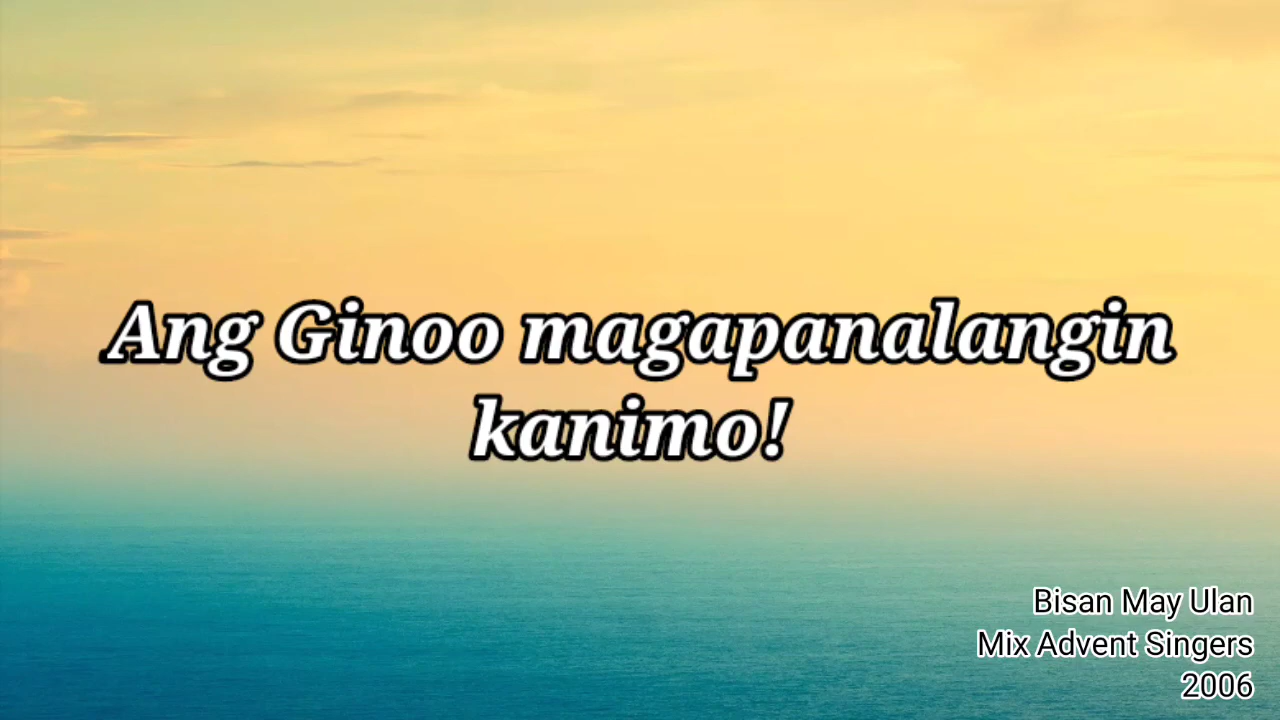 Ang Ginoo magapanalangin
kanimo!
Bisan May Ulan
Mix Advent Singers
2006